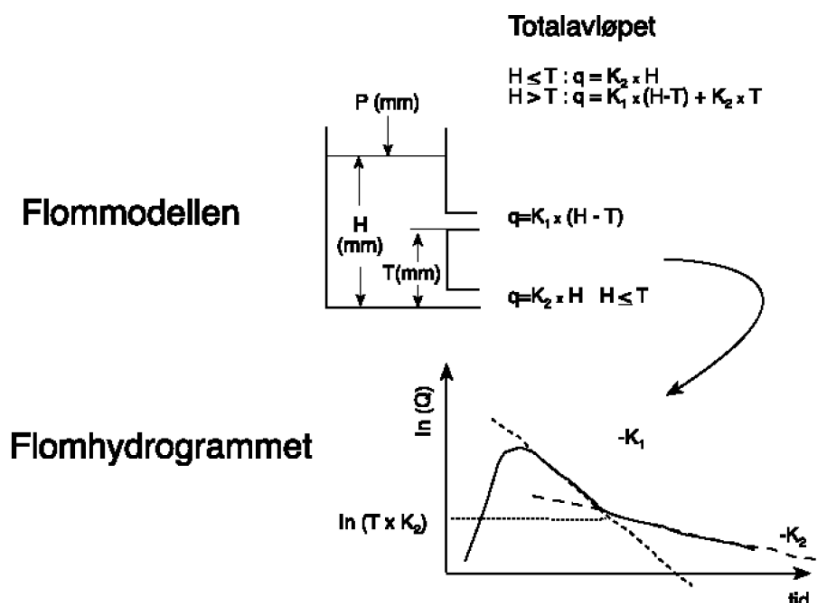 Totalavløpet
H ≤ T : q = K₂ x H
H > T : q = K₁ x (H-T) + K₂ x T
P (mm)
Flommodellen
H
(mm)
T(mm)
q=K₁ x (H - T)
q=K₂ x H H ≤ T
Flomhydrogrammet
ln (Q)
-K₁
ln (T x K₂)
-K₂
tid